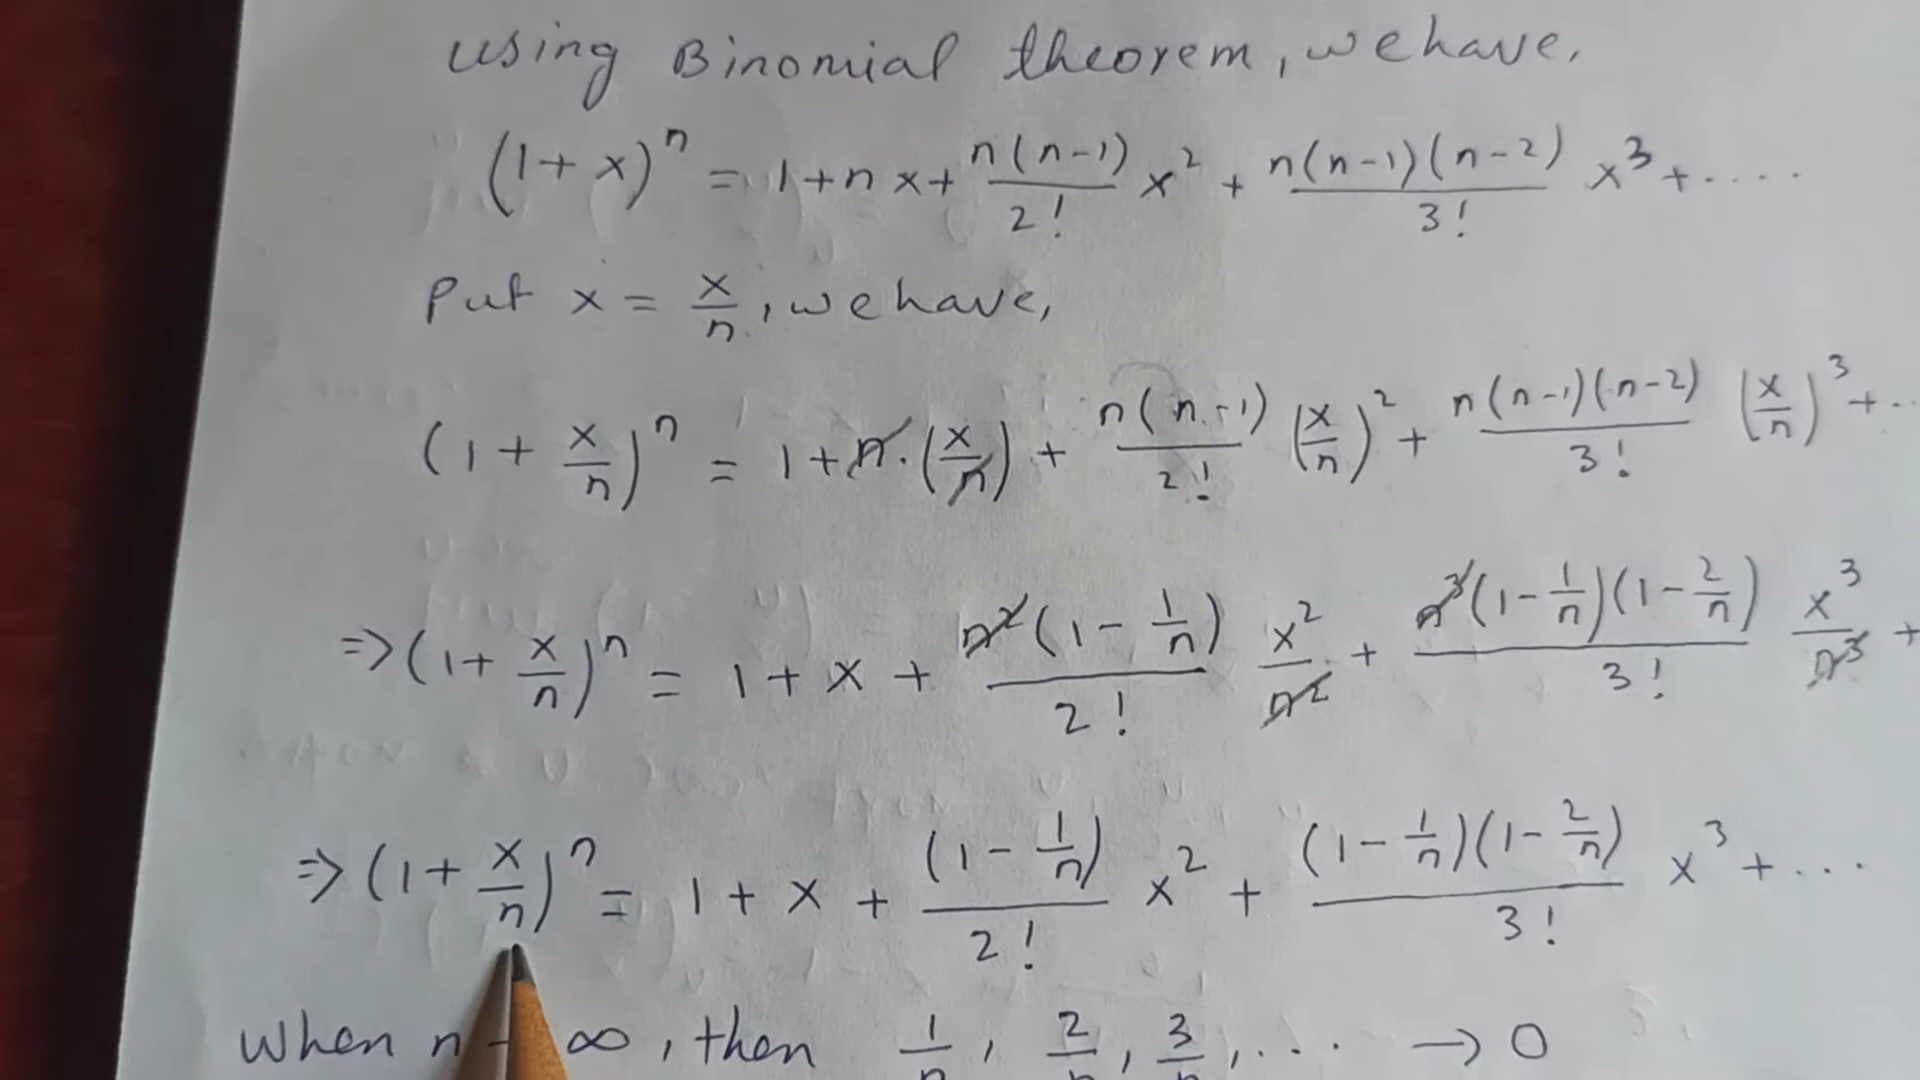 using Binomial theorem, we have,
(1+x)^n = 1+nx+ n(n-1)/2! x^2 + n(n-1)(n-2)/3! x^3 + ....
Put x = x/n, we have,
(1+ x/n)^n = 1+n·(x/n) + n(n-1)/2! (x/n)^2 + n(n-1)(n-2)/3! (x/n)^3 + ..
⇒ (1+ x/n)^n = 1+x+ n^2(1-1/n)/2! x^2/n^2 + n^3(1-1/n)(1-2/n)/3! x^3/n^3 +
⇒ (1+ x/n)^n = 1+x+ (1-1/n)/2! x^2 + (1-1/n)(1-2/n)/3! x^3 + ...
When n → ∞, then 1/n, 2/n, 3/n, ... → 0